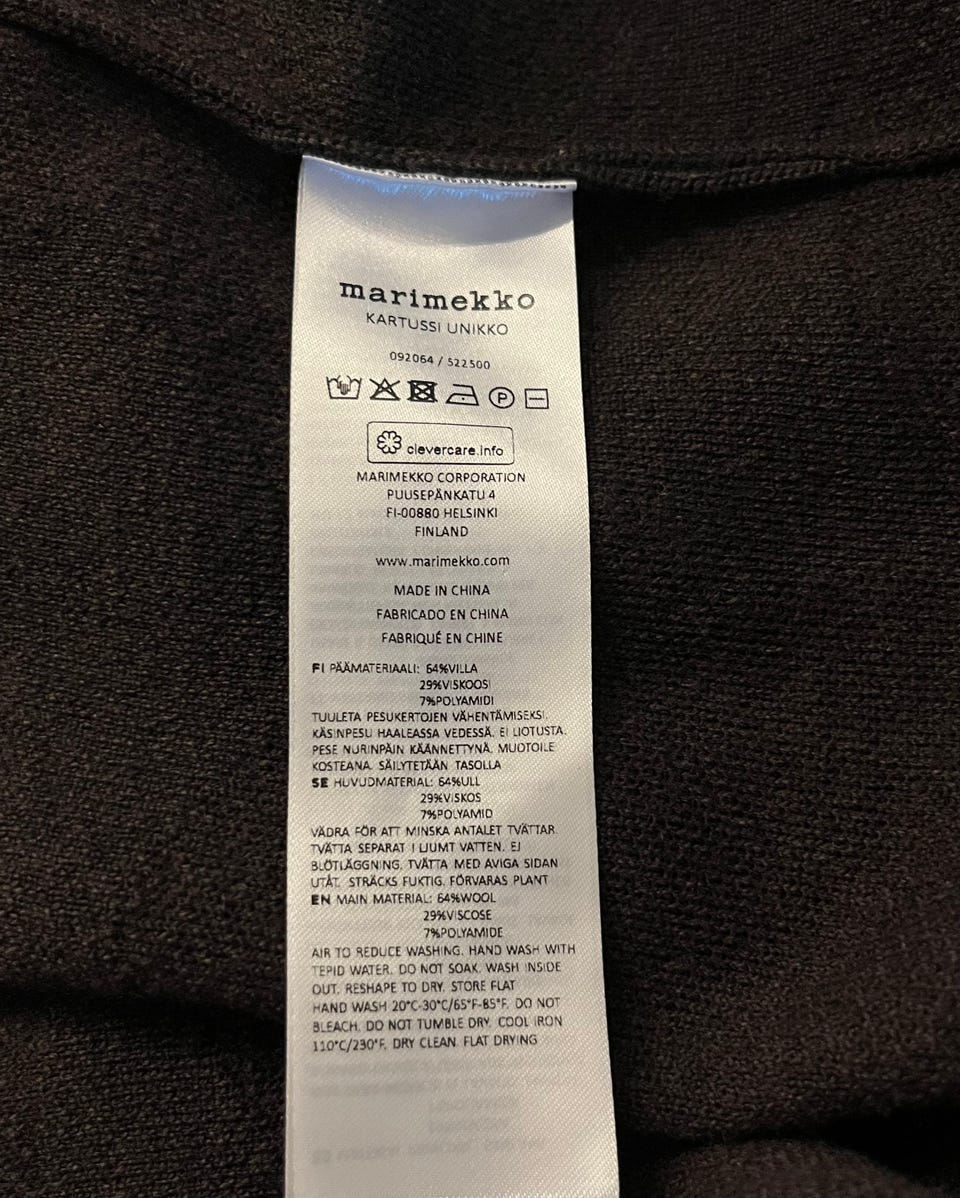 marimekko
KARTUSSI UNIKKO
092064 / 522500
P
clevercare.info
MARIMEKKO CORPORATION
PUUSEPÄNKATU 4
FI-00880 HELSINKI
FINLAND
www.marimekko.com
MADE IN CHINA
FABRICADO EN CHINA
FABRIQUÉ EN CHINE
FI PÄÄMATERIAALI: 64%VILLA
29%VISKOOSI
7%POLYAMIDI
TUULETA PESUKERTOJEN VÄHENTÄMISEKSI.
KÄSINPESU HAALEASSA VEDESSÄ. EI LIOTUSTA.
PESE NURINPÄIN KÄÄNNETTYNÄ. MUOTOILE
KOSTEANA. SÄILYTETÄÄN TASOLLA
SE HUVUDMATERIAL: 64%ULL
29%VISKOS
7%POLYAMID
VÄDRA FÖR ATT MINSKA ANTALET TVÄTTAR.
TVÄTTA SEPARAT I LJUMT VATTEN. EJ
BLÖTLÄGGNING. TVÄTTA MED AVIGA SIDAN
UTÅT. STRÄCKS FUKTIG. FÖRVARAS PLANT
EN MAIN MATERIAL: 64%WOOL
29%VISCOSE
7%POLYAMIDE
AIR TO REDUCE WASHING. HAND WASH WITH
TEPID WATER. DO NOT SOAK. WASH INSIDE
OUT. RESHAPE TO DRY. STORE FLAT
HAND WASH 20°C-30°C/65°F-85°F. DO NOT
BLEACH. DO NOT TUMBLE DRY. COOL IRON
110°C/230°F. DRY CLEAN. FLAT DRYING